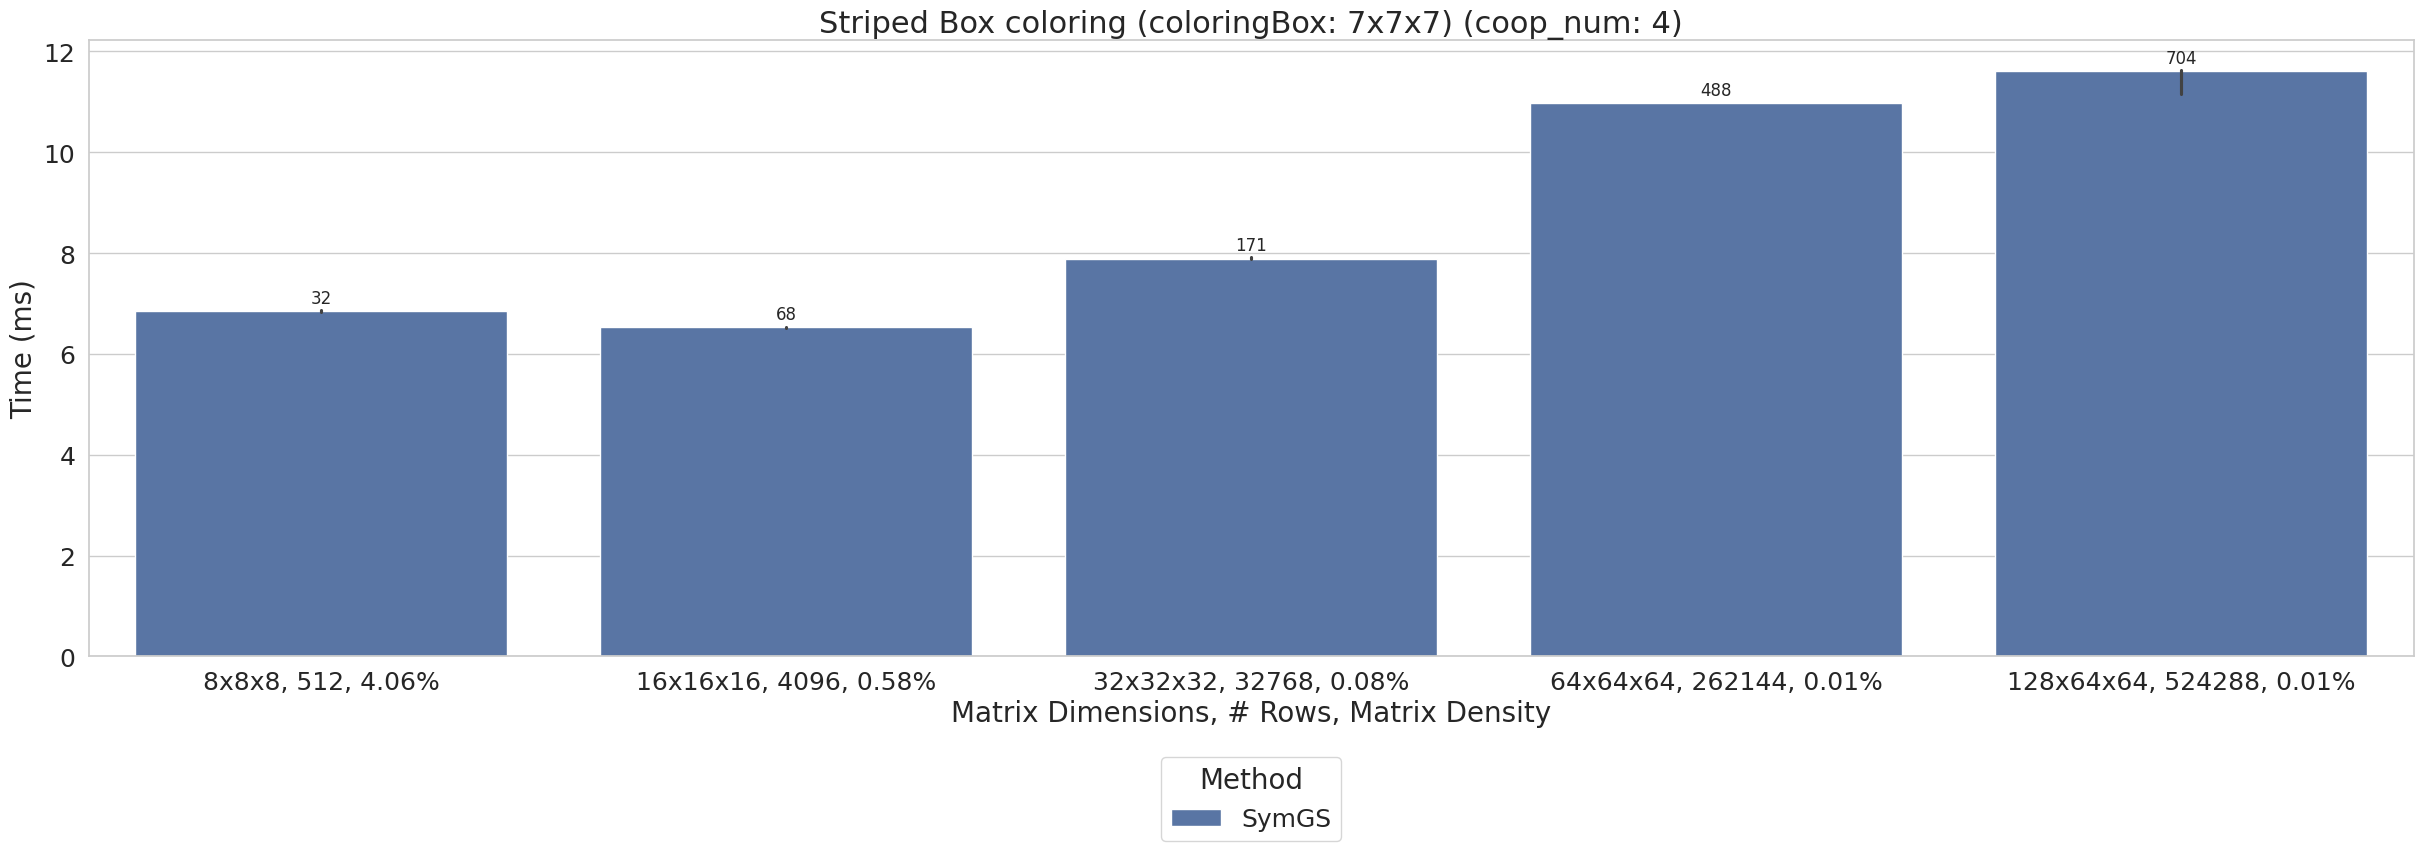 Striped Box coloring (coloringBox: 7x7x7) (coop_num: 4)
Time (ms)
12
10
8
6
4
2
0
32
68
171
488
704
8x8x8, 512, 4.06%
16x16x16, 4096, 0.58%
32x32x32, 32768, 0.08%
64x64x64, 262144, 0.01%
128x64x64, 524288, 0.01%
Matrix Dimensions, # Rows, Matrix Density
Method
SymGS